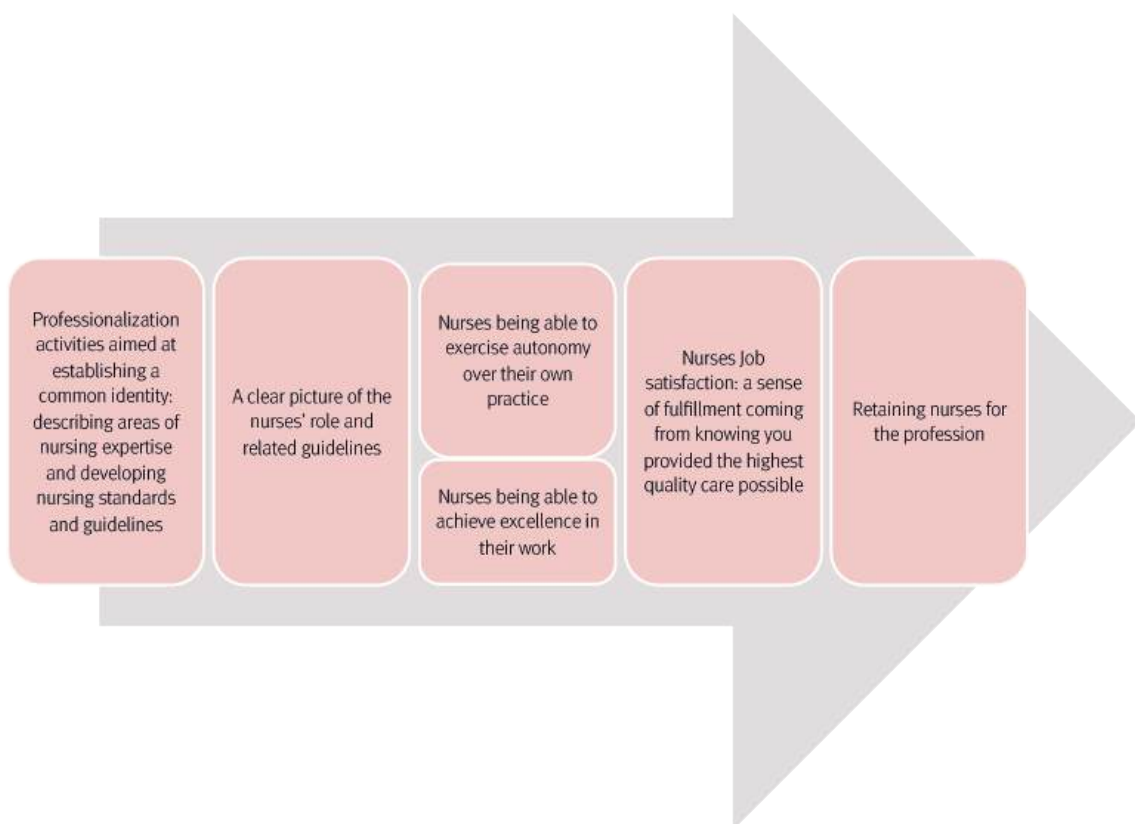 Professionalization
activities aimed at
establishing a
common identity:
describing areas of
nursing expertise
and developing
nursing standards
and guidelines
A clear picture of the
nurses' role and
related guidelines
Nurses being able to
exercise autonomy
over their own
practice
Nurses being able to
achieve excellence in
their work
Nurses Job
satisfaction: a sense
of fulfillment coming
from knowing you
provided the highest
quality care possible
Retaining nurses for
the profession